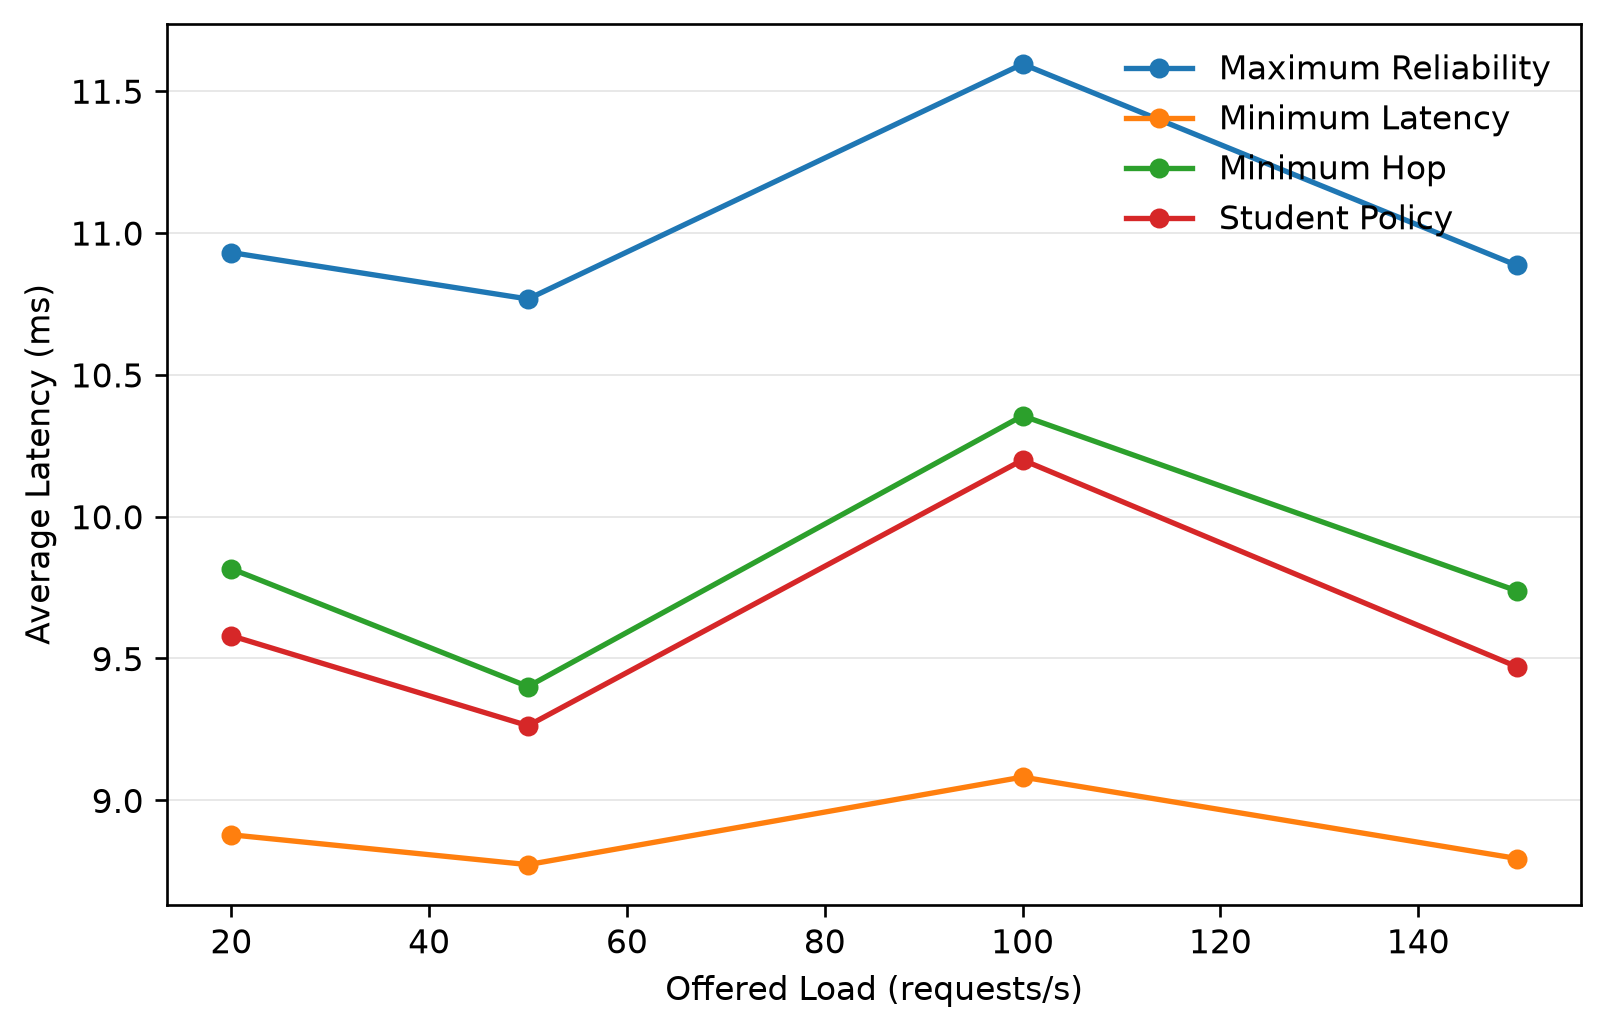 Maximum Reliability
Minimum Latency
Minimum Hop
Student Policy
11.5
11.0
10.5
10.0
9.5
9.0
Average Latency (ms)
20 40 60 80 100 120 140
Offered Load (requests/s)